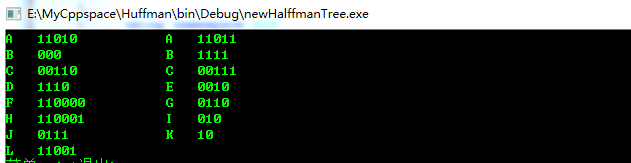 E:\MyCppspace\Huffman\bin\Debug\newHalffmanTree.exe
A 11010 A 11011
B 000 B 1111
C 00110 C 00111
D 1110 E 0010
F 110000 G 0110
H 110001 I 010
J 0111 K 10
L 11001